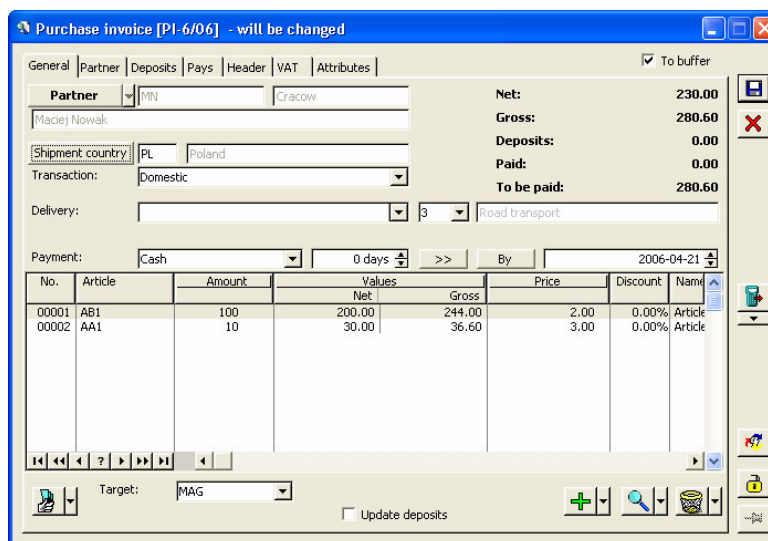 Purchase invoice [PI-6/06] - will be changed
General Partner Deposits Pays Header VAT Attributes To buffer
Partner MN Cracow Net: 230.00
Maciej Nowak Gross: 280.60
Deposits: 0.00
Shipment country PL Poland Paid: 0.00
Transaction: Domestic To be paid: 280.60
Delivery: 3 Road transport
Payment: Cash 0 days >> By 2006-04-21
No. Article Amount Values Price Discount Name
Net Gross
00001 AB1 100 200.00 244.00 2.00 0.00% Article
00002 AA1 10 30.00 36.60 3.00 0.00% Article
?
Target: MAG
Update deposits